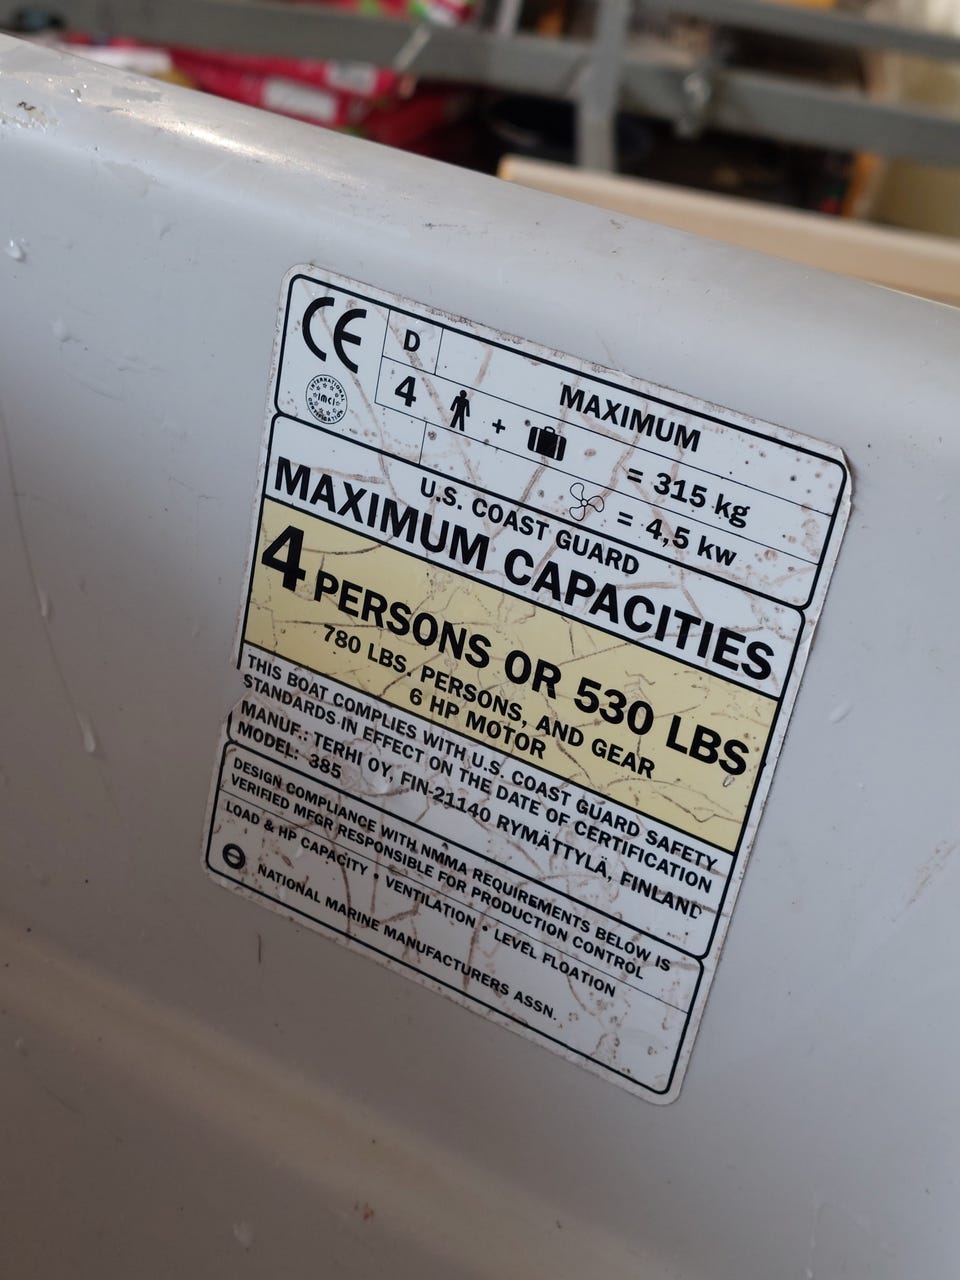 CE
D
MAXIMUM
4 + = 315 kg
INTERNATIONAL imci CERTIFICATION
= 4,5 kw
U.S. COAST GUARD
MAXIMUM CAPACITIES
4 PERSONS OR 530 LBS
780 LBS. PERSONS, AND GEAR
6 HP MOTOR
THIS BOAT COMPLIES WITH U.S. COAST GUARD SAFETY
STANDARDS IN EFFECT ON THE DATE OF CERTIFICATION
MANUF.: TERHI OY, FIN-21140 RYMÄTTYLÄ, FINLAND
MODEL: 385
DESIGN COMPLIANCE WITH NMMA REQUIREMENTS BELOW IS
VERIFIED MFGR RESPONSIBLE FOR PRODUCTION CONTROL
LOAD & HP CAPACITY • VENTILATION • LEVEL FLOATION
NATIONAL MARINE MANUFACTURERS ASSN.